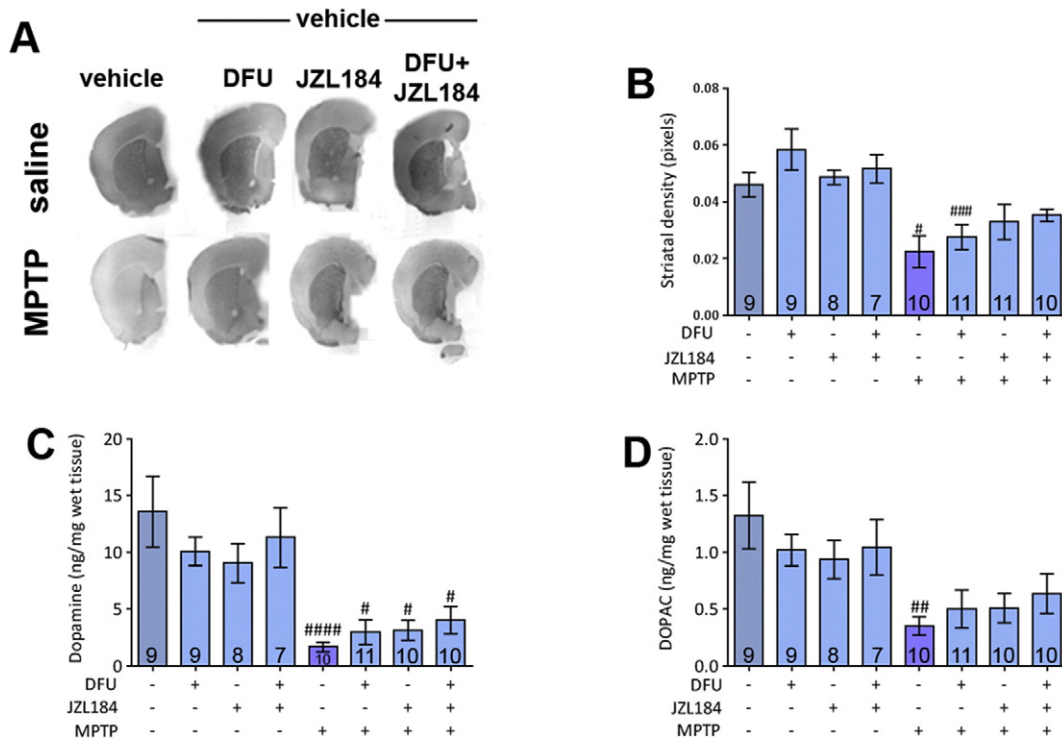 A
vehicle
vehicle
DFU
JZL184
DFU+
JZL184
saline
MPTP
B
Striatal density (pixels)
0.08
0.06
0.04
0.02
0.00
# ###
9 9 8 7 10 11 11 10
DFU - + - + - + - +
JZL184 - - + + - - + +
MPTP - - - - + + + +
C
Dopamine (ng/mg wet tissue)
20
15
10
5
0
#### # # #
9 9 8 7 10 11 10 10
DFU - + - + - + - +
JZL184 - - + + - - + +
MPTP - - - - + + + +
D
DOPAC (ng/mg wet tissue)
2.0
1.5
1.0
0.5
0.0
##
9 9 8 7 10 11 10 10
DFU - + - + - + - +
JZL184 - - + + - - + +
MPTP - - - - + + + +